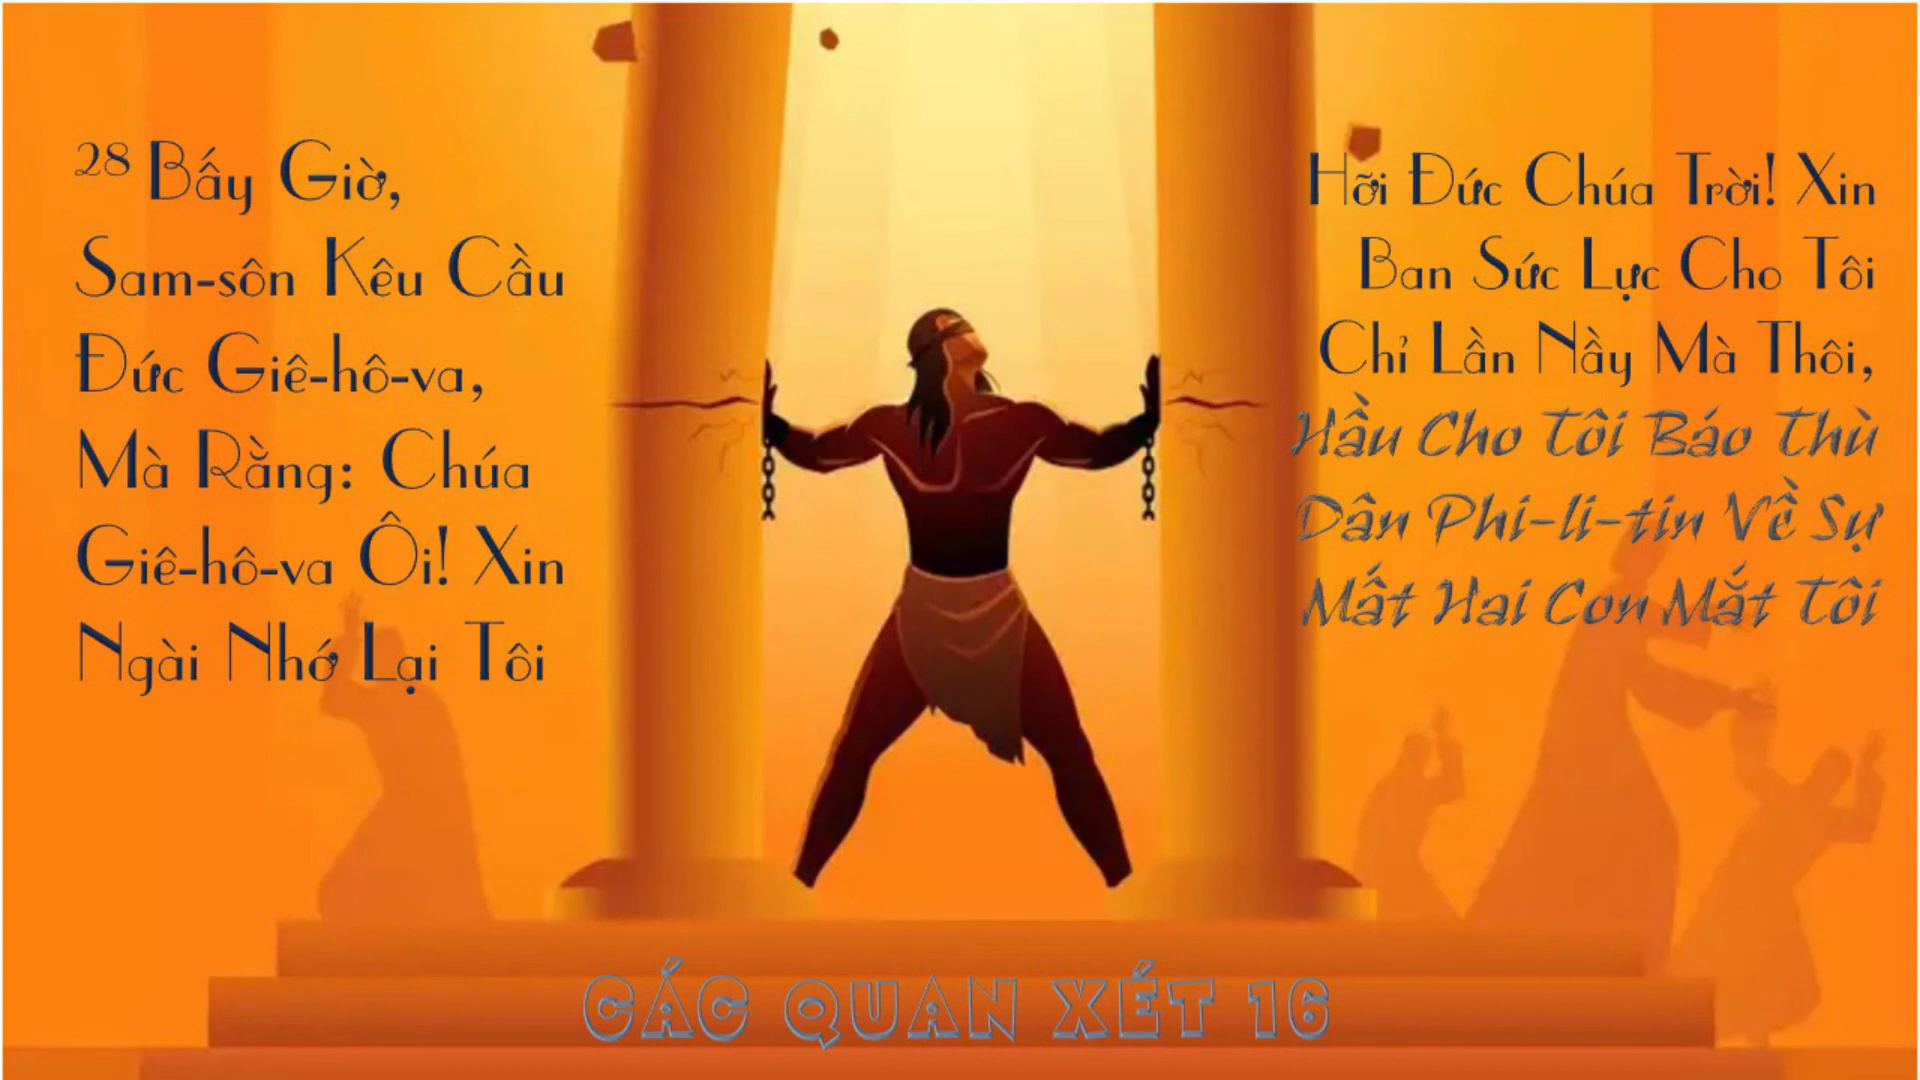 28 Bấy Giờ,
Sam-sôn Kêu Cầu
Đức Giê-hô-va,
Mà Rằng: Chúa
Giê-hô-va Ôi! Xin
Ngài Nhớ Lại Tôi
Hỡi Đức Chúa Trời! Xin
Ban Sức Lực Cho Tôi
Chỉ Lần Nầy Mà Thôi,
Hầu Cho Tôi Báo Thù
Dân Phi-li-tin Về Sự
Mất Hai Con Mắt Tôi
CÁC QUAN XÉT 16